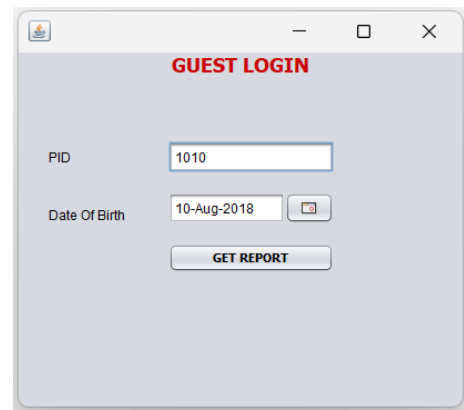 GUEST LOGIN
PID 1010
Date Of Birth 10-Aug-2018
GET REPORT